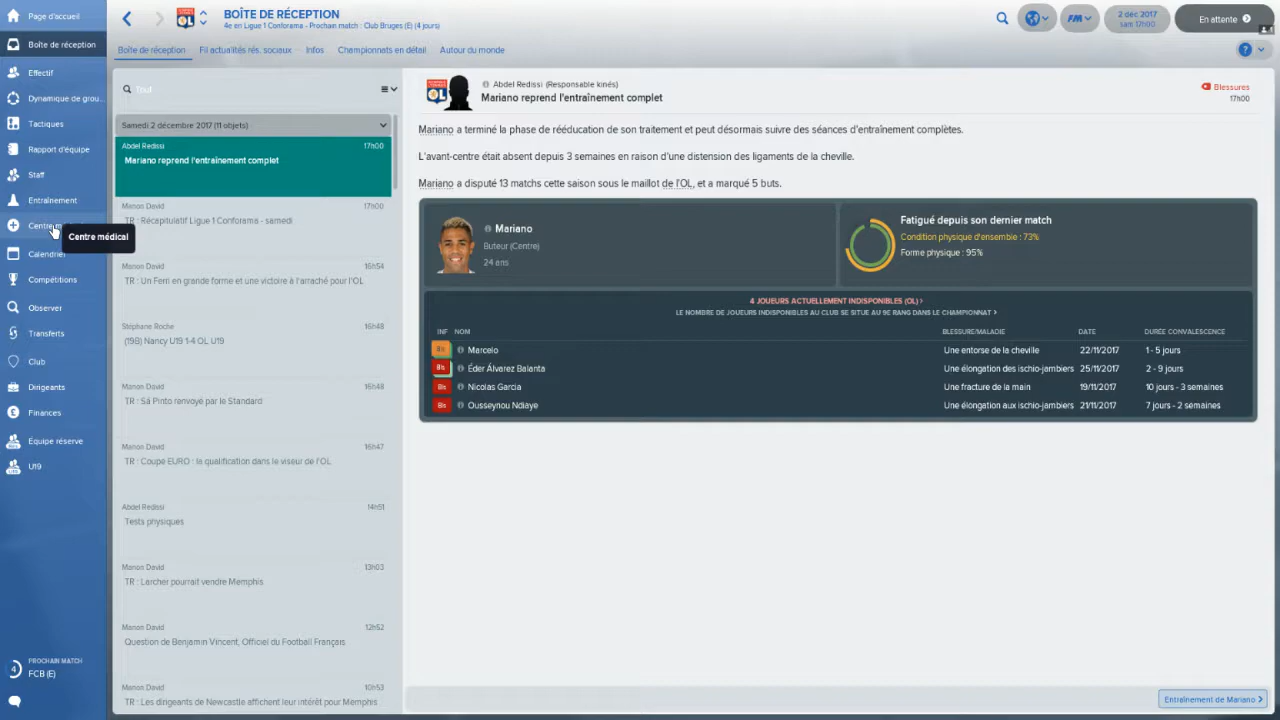 Page d'accueil
Boîte de réception
Effectif
Dynamique de grou...
Tactiques
Rapport d'équipe
Staff
Entraînement
Centre
Centre médical
Calendrier
Compétitions
Observer
Transferts
Club
Dirigeants
Finances
Équipe réserve
U19
PROCHAIN MATCH
4 FCB (E)
BOÎTE DE RÉCEPTION
4e en Ligue 1 Conforama - Prochain match : Club Bruges (E) (4 jours)
FM
2 déc 2017
sam 17h00
En attente
1
Boîte de réception Fil actualités rés. sociaux Infos Championnats en détail Autour du monde
?
Tout
Samedi 2 décembre 2017 (11 objets)
Abdel Redissi 17h00
Mariano reprend l'entraînement complet
Manon David 17h00
TR : Récapitulatif Ligue 1 Conforama - samedi
Manon David 16h54
TR : Un Ferri en grande forme et une victoire à l'arraché pour l'OL
Stéphane Roche 16h48
(19B) Nancy U19 1-4 OL U19
Manon David 16h48
TR : Sá Pinto renvoyé par le Standard
Manon David 16h47
TR : Coupe EURO : la qualification dans le viseur de l'OL
Abdel Redissi 14h51
Tests physiques
Manon David 13h03
TR : Larcher pourrait vendre Memphis
Manon David 12h52
Question de Benjamin Vincent, Officiel du Football Français
Manon David 10h53
TR : Les dirigeants de Newcastle affichent leur intérêt pour Memphis
OL
Abdel Redissi (Responsable kinés)
Mariano reprend l'entraînement complet
Blessures
17h00
Mariano a terminé la phase de rééducation de son traitement et peut désormais suivre des séances d'entraînement complètes.
L'avant-centre était absent depuis 3 semaines en raison d'une distension des ligaments de la cheville.
Mariano a disputé 13 matchs cette saison sous le maillot de l'OL, et a marqué 5 buts.
Mariano
Buteur (Centre)
24 ans
Fatigué depuis son dernier match
Condition physique d'ensemble : 73%
Forme physique : 95%
4 JOUEURS ACTUELLEMENT INDISPONIBLES (OL) >
LE NOMBRE DE JOUEURS INDISPONIBLES AU CLUB SE SITUE AU 9E RANG DANS LE CHAMPIONNAT >
INF NOM BLESSURE/MALADIE DATE DURÉE CONVALESCENCE
Bls Marcelo Une entorse de la cheville 22/11/2017 1 - 5 jours
Bls Éder Álvarez Balanta Une élongation des ischio-jambiers 25/11/2017 2 - 9 jours
Bls Nicolas Garcia Une fracture de la main 19/11/2017 10 jours - 3 semaines
Bls Ousseynou Ndiaye Une élongation aux ischio-jambiers 21/11/2017 7 jours - 2 semaines
Entraînement de Mariano >